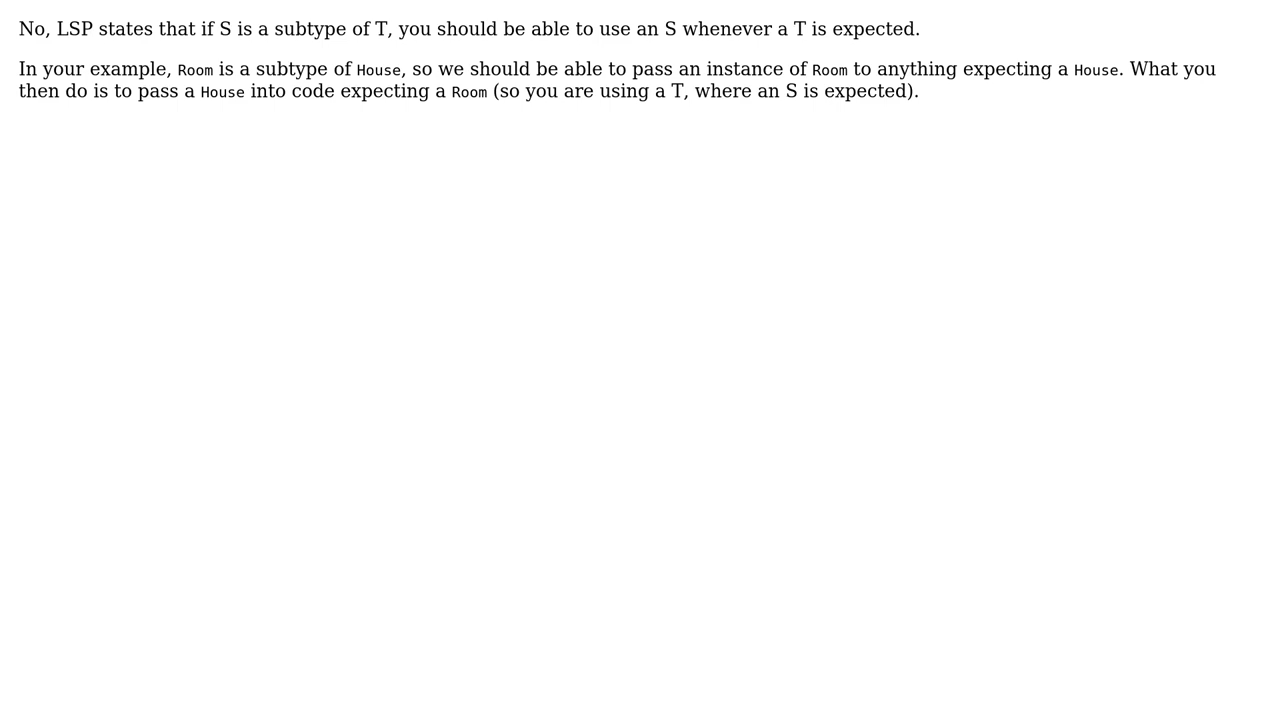 No, LSP states that if S is a subtype of T, you should be able to use an S whenever a T is expected.
In your example, Room is a subtype of House, so we should be able to pass an instance of Room to anything expecting a House. What you
then do is to pass a House into code expecting a Room (so you are using a T, where an S is expected).